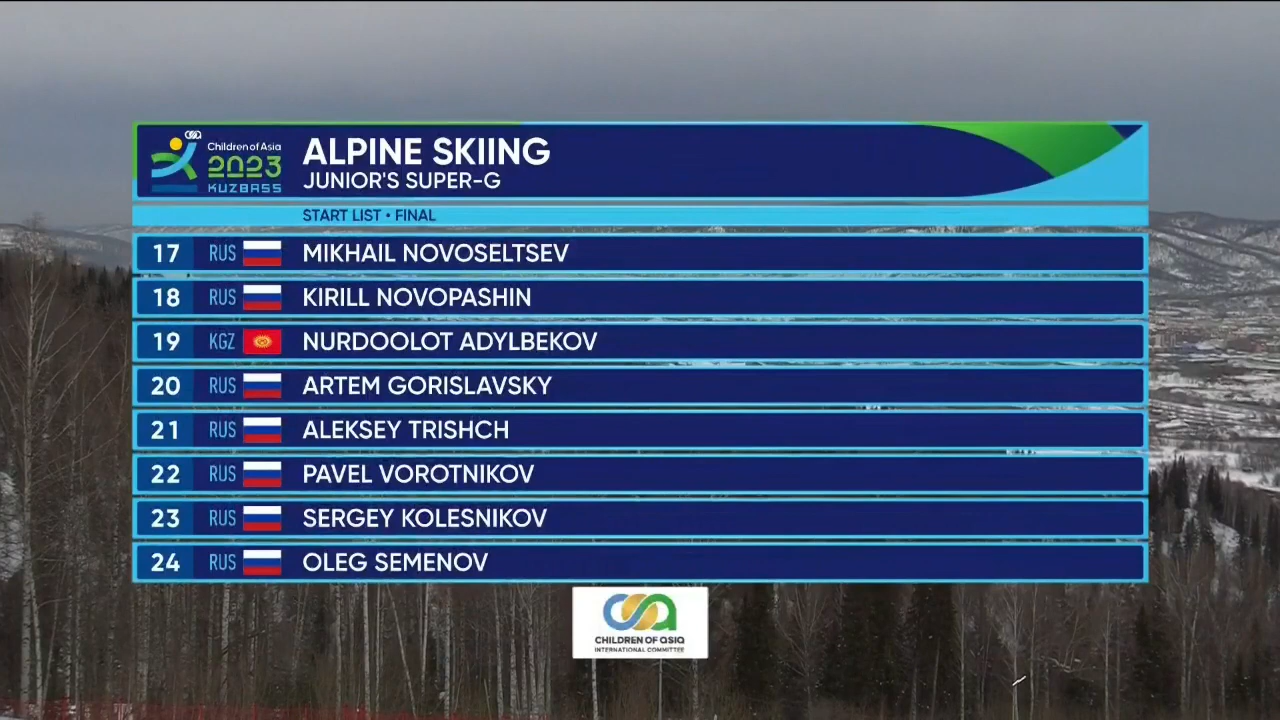 Children of Asia
2023
KUZBASS
ALPINE SKIING
JUNIOR'S SUPER-G
START LIST • FINAL
17 RUS MIKHAIL NOVOSELTSEV
18 RUS KIRILL NOVOPASHIN
19 KGZ NURDOOLOT ADYLBEKOV
20 RUS ARTEM GORISLAVSKY
21 RUS ALEKSEY TRISHCH
22 RUS PAVEL VOROTNIKOV
23 RUS SERGEY KOLESNIKOV
24 RUS OLEG SEMENOV
CHILDREN OF ASIA
INTERNATIONAL COMMITTEE